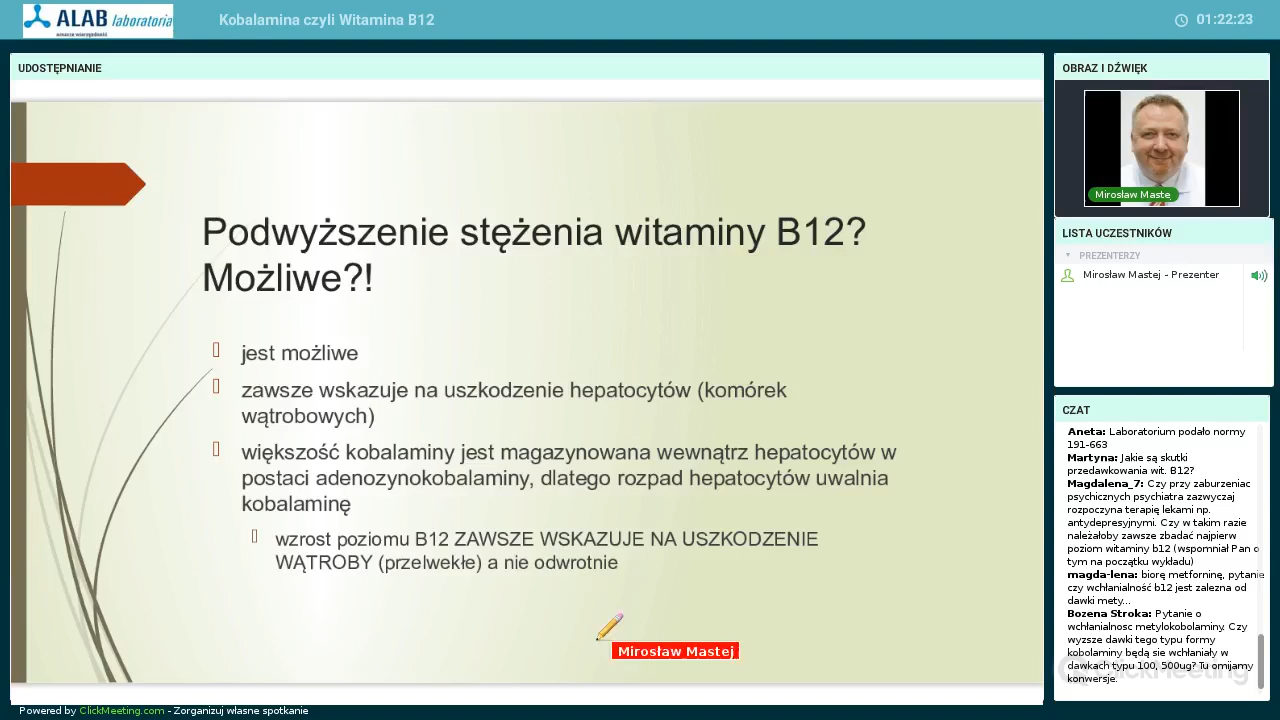 ALAB laboratoria
Kobalamina czyli Witamina B12
01:22:23
UDOSTĘPNIANIE
Podwyższenie stężenia witaminy B12?
Możliwe?!
jest możliwe
zawsze wskazuje na uszkodzenie hepatocytów (komórek
wątrobowych)
większość kobalaminy jest magazynowana wewnątrz hepatocytów w
postaci adenozynokobalaminy, dlatego rozpad hepatocytów uwalnia
kobalaminę
wzrost poziomu B12 ZAWSZE WSKAZUJE NA USZKODZENIE
WĄTROBY (przelwekłe) a nie odwrotnie
Mirosław Mastej
OBRAZ I DŹWIĘK
Mirosław Maste
LISTA UCZESTNIKÓW
PREZENTERZY
Mirosław Mastej - Prezenter
CZAT
Aneta: Laboratorium podało normy
191-663
Martyna: Jakie są skutki
przedawkowania wit. B12?
Magdalena_7: Czy przy zaburzeniac
psychicznych psychiatra zazwyczaj
rozpoczyna terapię lekami np.
antydepresyjnymi. Czy w takim razie
należałoby zawsze zbadać najpierw
poziom witaminy b12 (wspomniał Pan o
tym na początku wykładu)
magda-lena: biorę metforninę, pytanie
czy wchłanialność b12 jest zalezna od
dawki mety...
Bozena Stroka: Pytanie o
wchłanialnosc metylokobolaminy. Czy
wyzsze dawki tego typu formy
kobolaminy będą sie wchłaniały w
dawkach typu 100, 500ug? Tu omijamy
konwersje.
ClickMeeting
Powered by ClickMeeting.com - Zorganizuj własne spotkanie